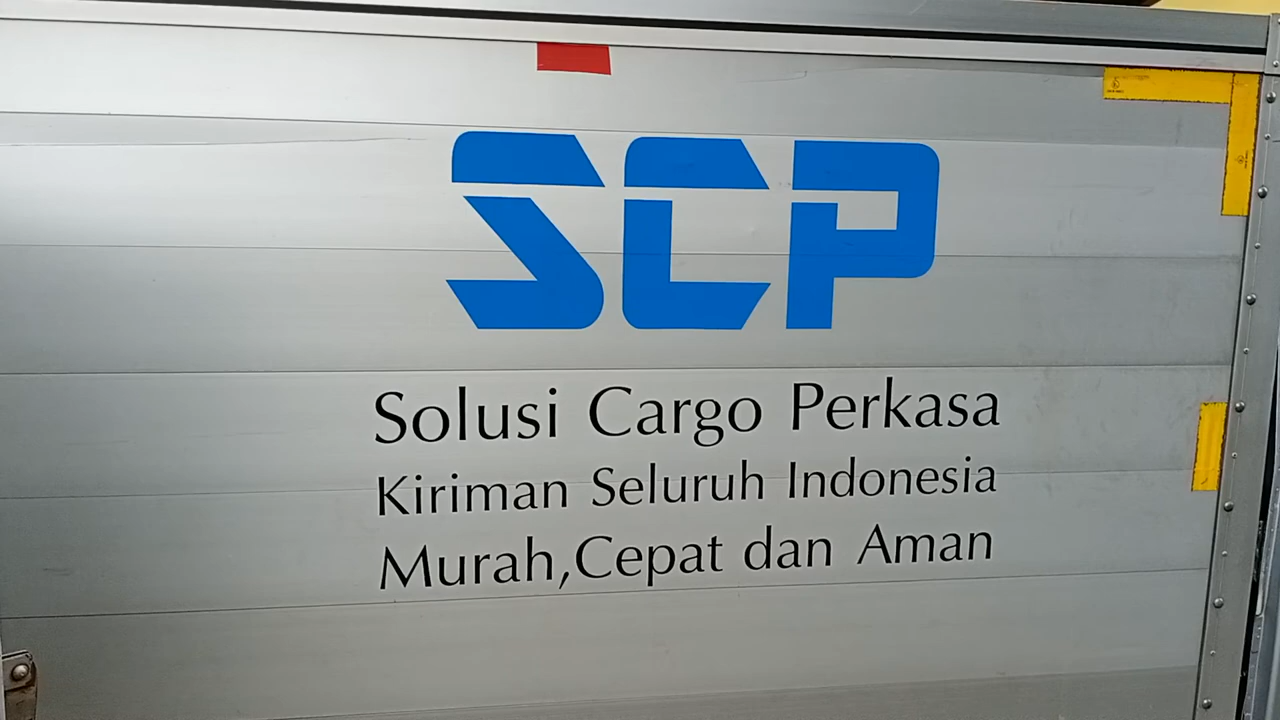 SCP
Solusi Cargo Perkasa
Kiriman Seluruh Indonesia
Murah,Cepat dan Aman